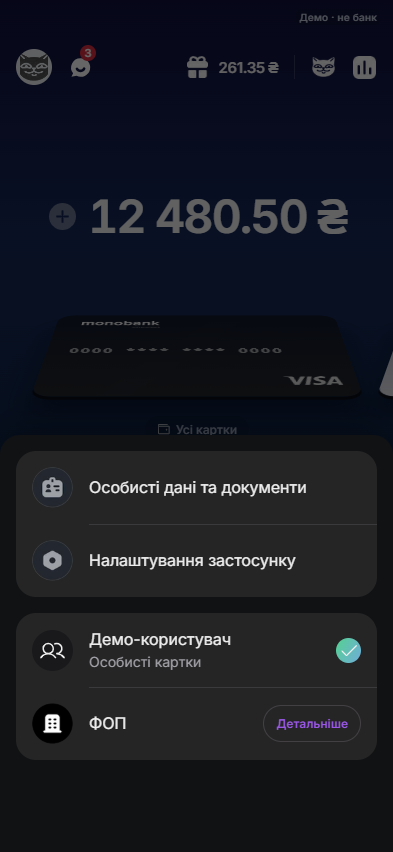 Демо · не банк
3
261.35 ₴
12 480.50 ₴
monobank
0000 **** **** 0000
VISA
Усі картки
Особисті дані та документи
Налаштування застосунку
Демо-користувач
Особисті картки
ФОП
Детальніше